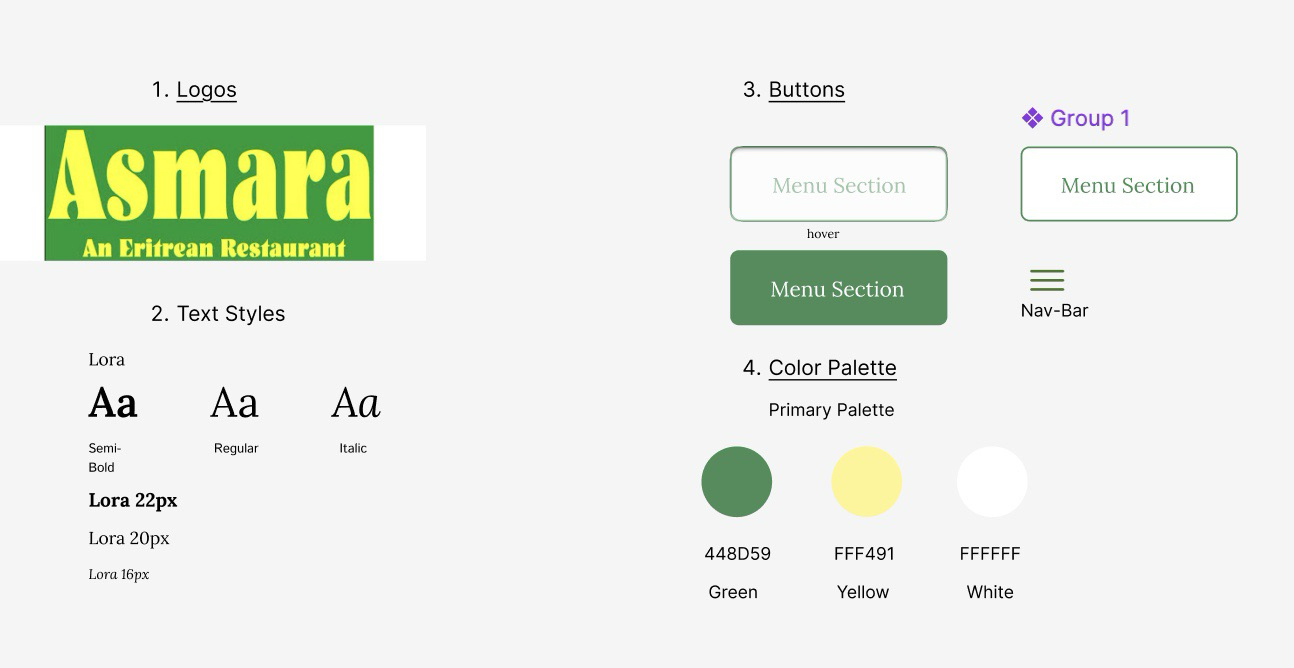 1. Logos
Asmara
An Eritrean Restaurant
2. Text Styles
Lora
Aa Aa Aa
Semi-
Bold
Regular
Italic
Lora 22px
Lora 20px
Lora 16px
3. Buttons
Group 1
Menu Section
Menu Section
hover
Menu Section
Nav-Bar
4. Color Palette
Primary Palette
448D59 FFF491 FFFFFF
Green Yellow White